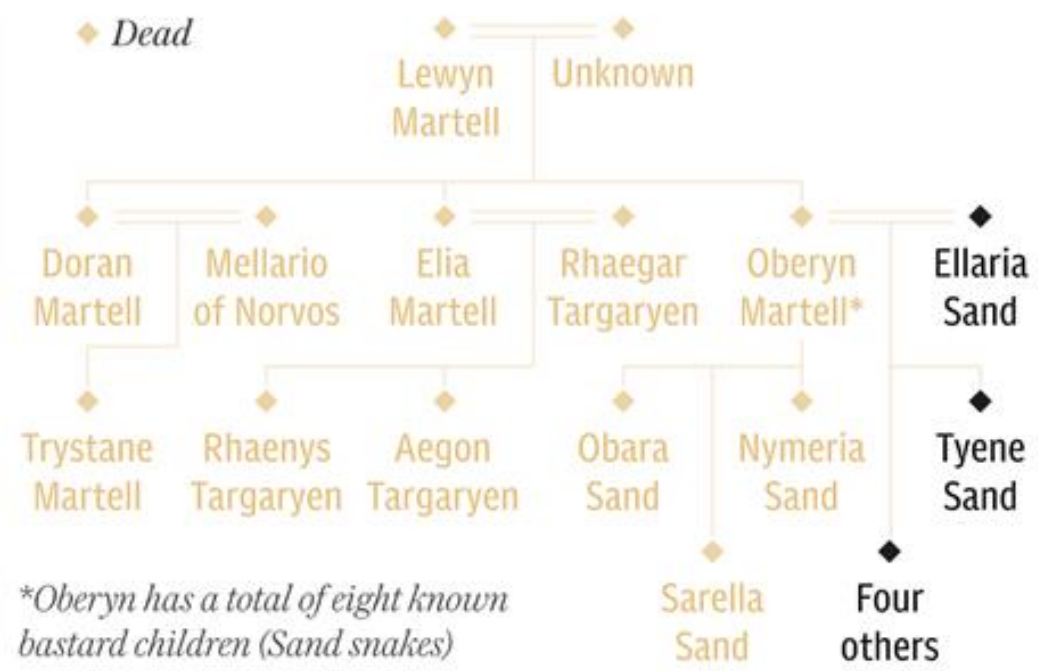 Dead
Lewyn
Martell
Unknown
Doran
Martell
Mellario
of Norvos
Elia
Martell
Rhaegar
Targaryen
Oberyn
Martell*
Ellaria
Sand
Trystane
Martell
Rhaenys
Targaryen
Aegon
Targaryen
Obara
Sand
Nymeria
Sand
Tyene
Sand
Sarella
Sand
Four
others
*Oberyn has a total of eight known
bastard children (Sand snakes)